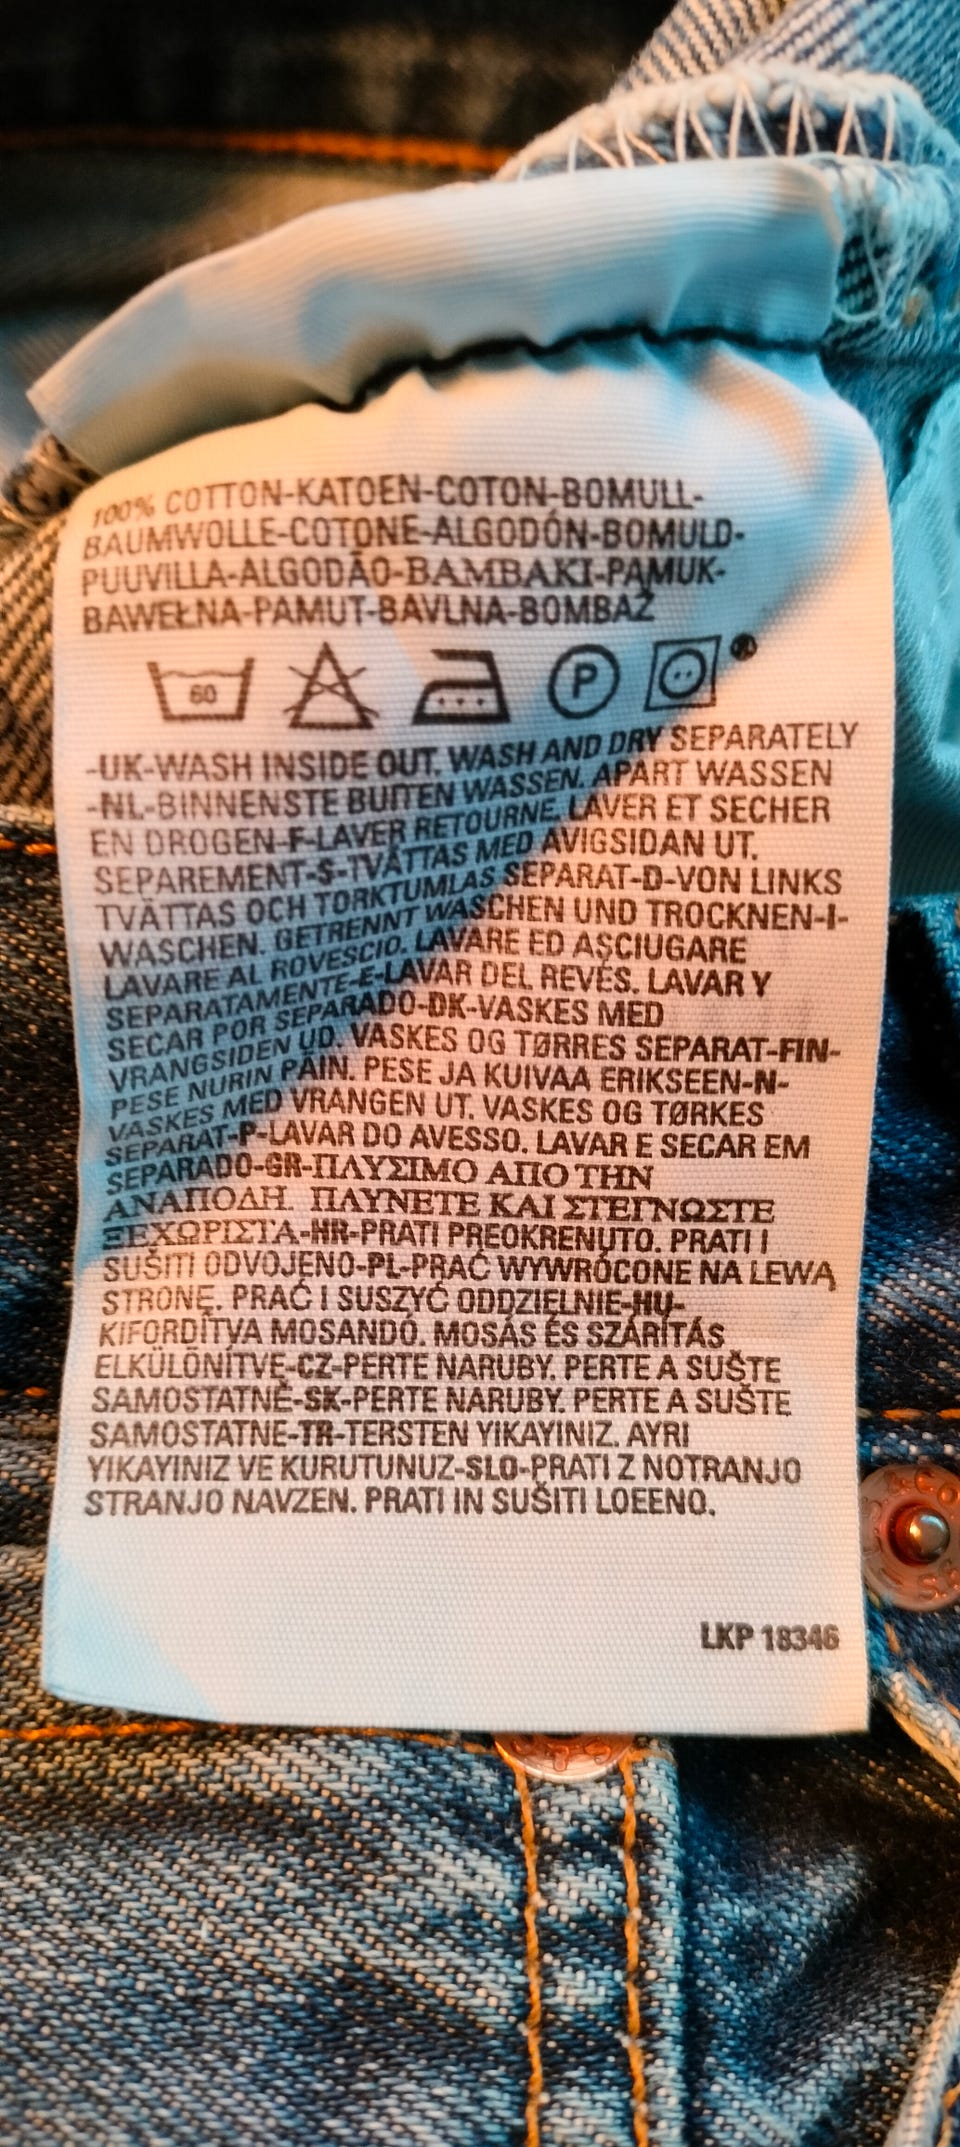 100% COTTON-KATOEN-COTON-BOMULL-
BAUMWOLLE-COTONE-ALGODÓN-BOMULD-
PUUVILLA-ALGODÃO-BAMBAKI-PAMUK-
BAWEŁNA-PAMUT-BAVLNA-BOMBAŽ
60 P ®
-UK-WASH INSIDE OUT. WASH AND DRY SEPARATELY
-NL-BINNENSTE BUITEN WASSEN. APART WASSEN
EN DROGEN-F-LAVER RETOURNE. LAVER ET SECHER
SEPAREMENT-S-TVÄTTAS MED AVIGSIDAN UT.
TVÄTTAS OCH TORKTUMLAS SEPARAT-D-VON LINKS
WASCHEN. GETRENNT WASCHEN UND TROCKNEN-I-
LAVARE AL ROVESCIO. LAVARE ED ASCIUGARE
SEPARATAMENTE-E-LAVAR DEL REVÉS. LAVAR Y
SECAR POR SEPARADO-DK-VASKES MED
VRANGSIDEN UD. VASKES OG TØRRES SEPARAT-FIN-
PESE NURIN PÄIN. PESE JA KUIVAA ERIKSEEN-N-
VASKES MED VRANGEN UT. VASKES OG TØRKES
SEPARAT-P-LAVAR DO AVESSO. LAVAR E SECAR EM
SEPARADO-GR-ΠΛΥΣΙΜΟ ΑΠΟ ΤΗΝ
ΑΝΑΠΟΔΗ. ΠΛΥΝΕΤΕ ΚΑΙ ΣΤΕΓΝΩΣΤΕ
ΞΕΧΩΡΙΣΤΑ-HR-PRATI PREOKRENUTO. PRATI I
SUŠITI ODVOJENO-PL-PRAĆ WYWRÓCONE NA LEWĄ
STRONĘ. PRAĆ I SUSZYĆ ODDZIELNIE-HU-
KIFORDÍTVA MOSANDÓ. MOSÁS ÉS SZÁRÍTÁS
ELKÜLÖNÍTVE-CZ-PERTE NARUBY. PERTE A SUŠTE
SAMOSTATNĚ-SK-PERTE NARUBY. PERTE A SUŠTE
SAMOSTATNE-TR-TERSTEN YIKAYINIZ. AYRI
YIKAYINIZ VE KURUTUNUZ-SLO-PRATI Z NOTRANJO
STRANJO NAVZEN. PRATI IN SUŠITI LOEENO.
LKP 18346